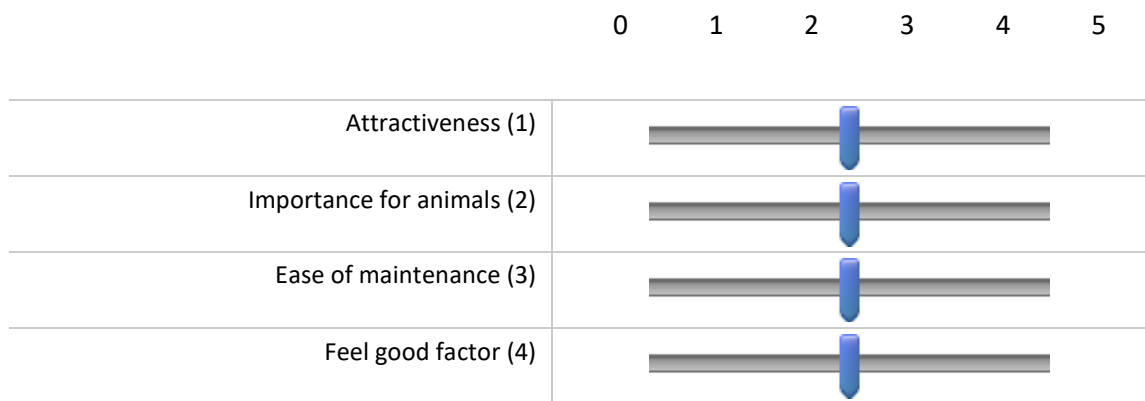 0 1 2 3 4 5
Attractiveness (1)
Importance for animals (2)
Ease of maintenance (3)
Feel good factor (4)